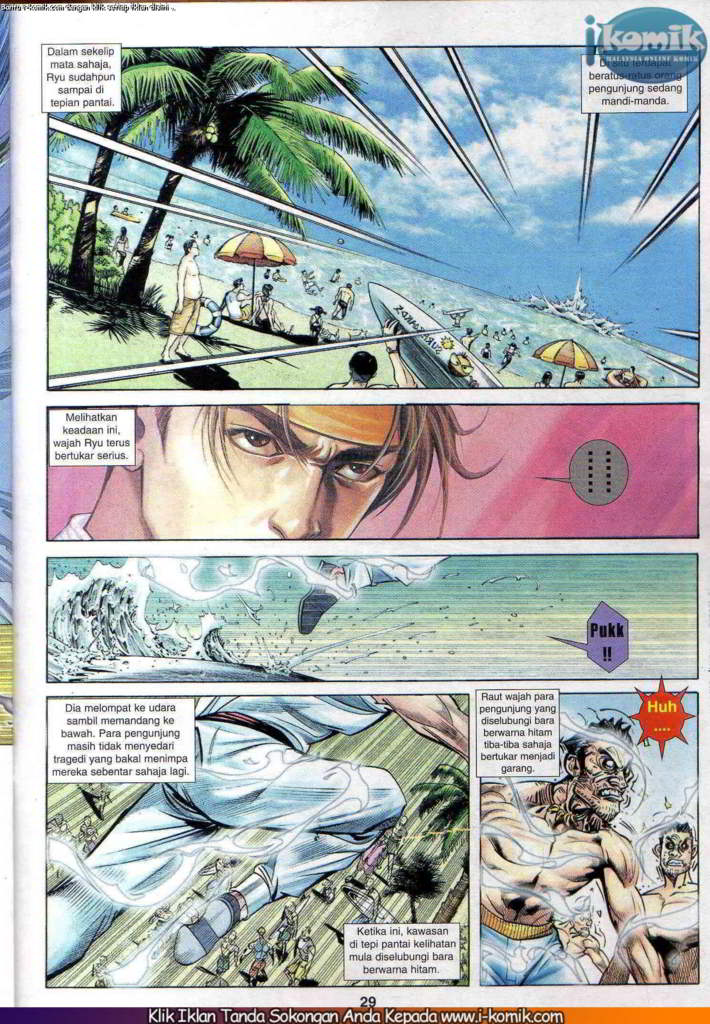 ikomik
MALAYSIA ONLINE KOMIK
Dalam sekelip
mata sahaja,
Ryu sudahpun
sampai di
tepian pantai.
beratus-ratus orang
pengunjung sedang
mandi-manda.
Melihatkan
keadaan ini,
wajah Ryu terus
bertukar serius.
Pukk
!!
Dia melompat ke udara
sambil memandang ke
bawah. Para pengunjung
masih tidak menyedari
tragedi yang bakal menimpa
mereka sebentar sahaja lagi.
Raut wajah para
pengunjung yang
diselubungi bara
berwarna hitam
tiba-tiba sahaja
bertukar menjadi
garang.
Huh
....
Ketika ini, kawasan
di tepi pantai kelihatan
mula diselubungi bara
berwarna hitam.
29
Klik Iklan Tanda Sokongan Anda Kepada www.i-komik.com